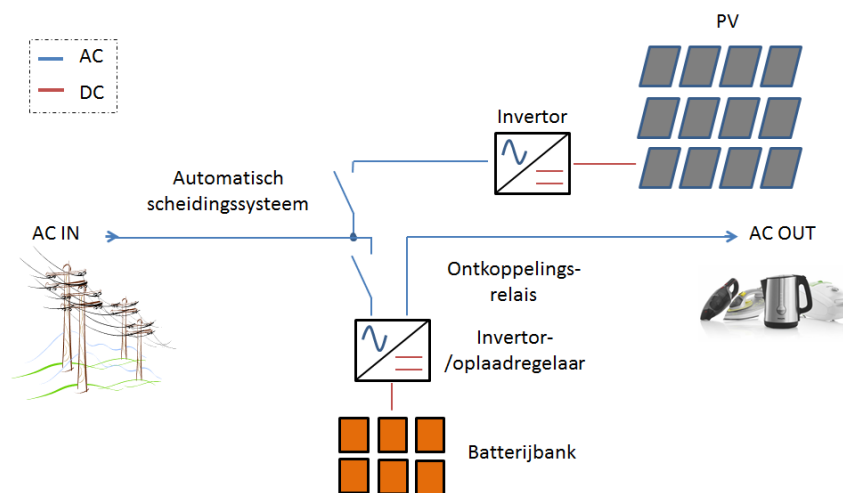 PV
AC
DC
Invertor
Automatisch
scheidingssysteem
AC IN
AC OUT
Ontkoppelings-
relais
Invertor-
/oplaadregelaar
Batterijbank